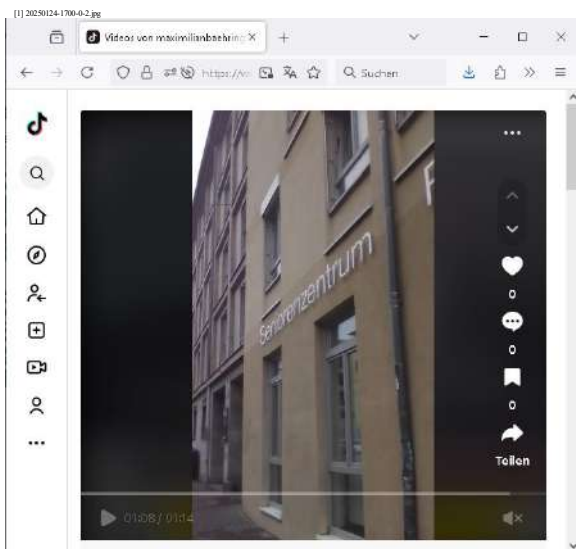 [1] 20250124-1700-0-2.jpg
Videos von maximilianbaehring
Suchen
Seniorenzentrum
0
0
0
Teilen
01:08 / 01:14